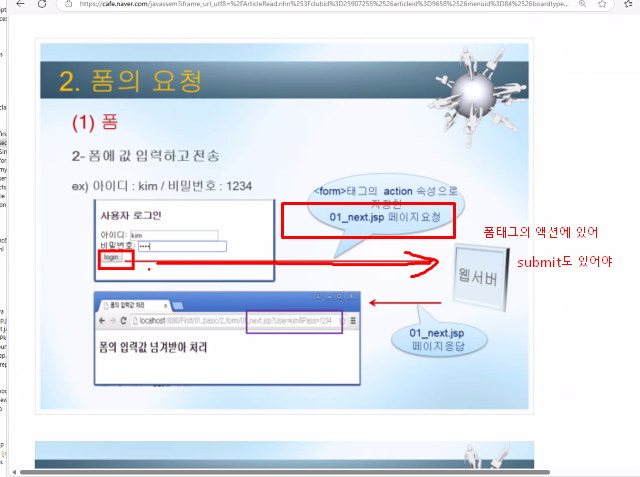 https://cafe.naver.com/javassem?iframe_url_utf8=%2FArticleRead.nhn%253Fclubid%3D25907255%2526articleid%3D9658%2526menuid%3D84%2526boardtype...
2. 폼의 요청
(1) 폼
2- 폼에 값 입력하고 전송
ex) 아이디 : kim / 비밀번호 : 1234
<form>태그의 action 속성으로
지정한
01_next.jsp 페이지요청
사용자 로그인
아이디: kim
비밀번호: ••••
login
폼태그의 액션에 있어
submit도 있어야
웹서버
폼의 입력값 처리
localhost:8080/First/01_basic/2_form/01_next.jsp?User=kim&Pass=1234
폼의 입력값 넘겨받아 처리
01_next.jsp
페이지응답